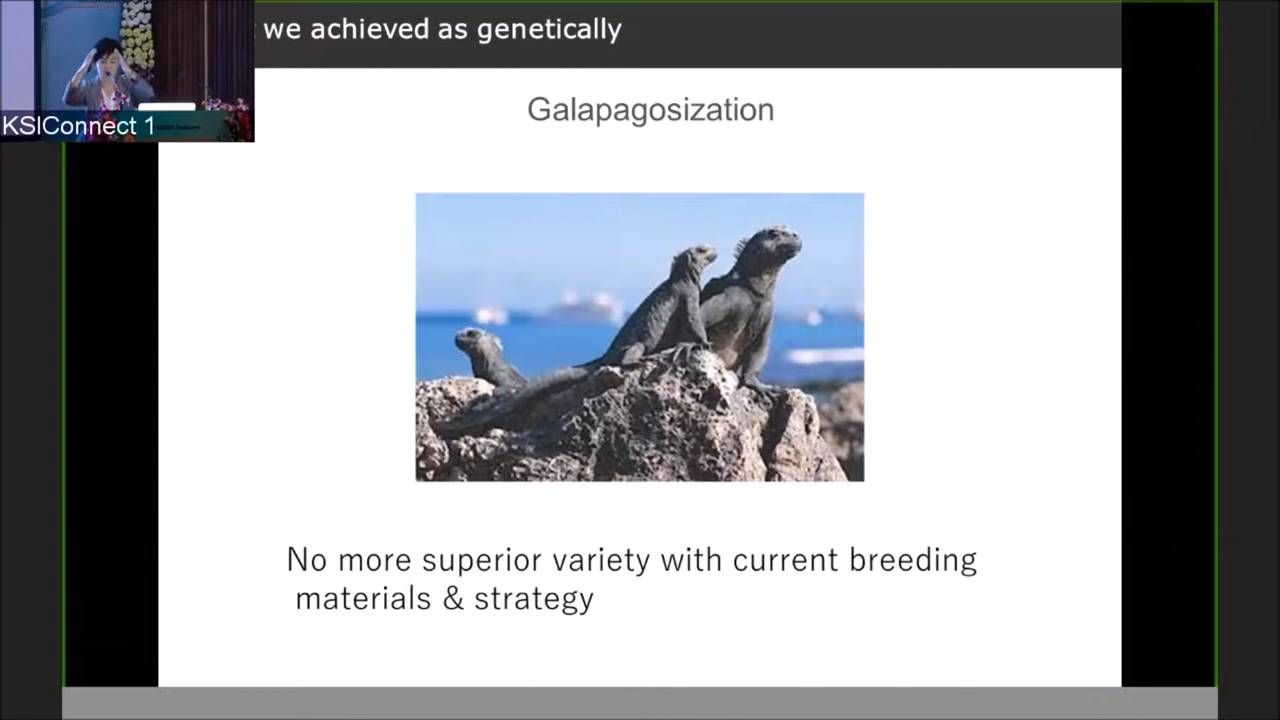 we achieved as genetically
KSIConnect 1
Galapagosization
No more superior variety with current breeding
materials & strategy